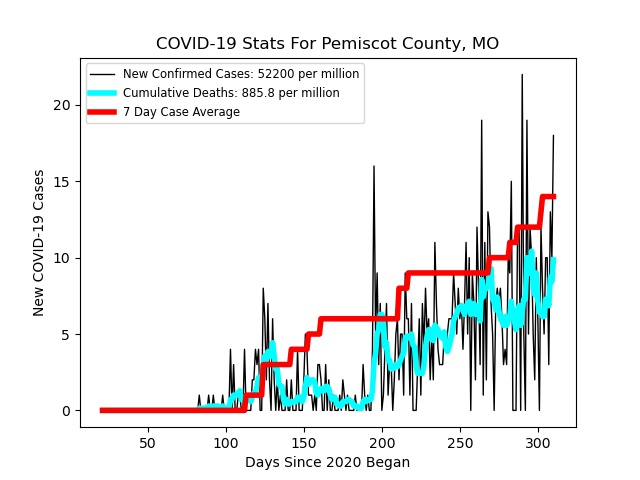 COVID-19 Stats For Pemiscot County, MO
New Confirmed Cases: 52200 per million
Cumulative Deaths: 885.8 per million
7 Day Case Average
New COVID-19 Cases
20
15
10
5
0
50 100 150 200 250 300
Days Since 2020 Began